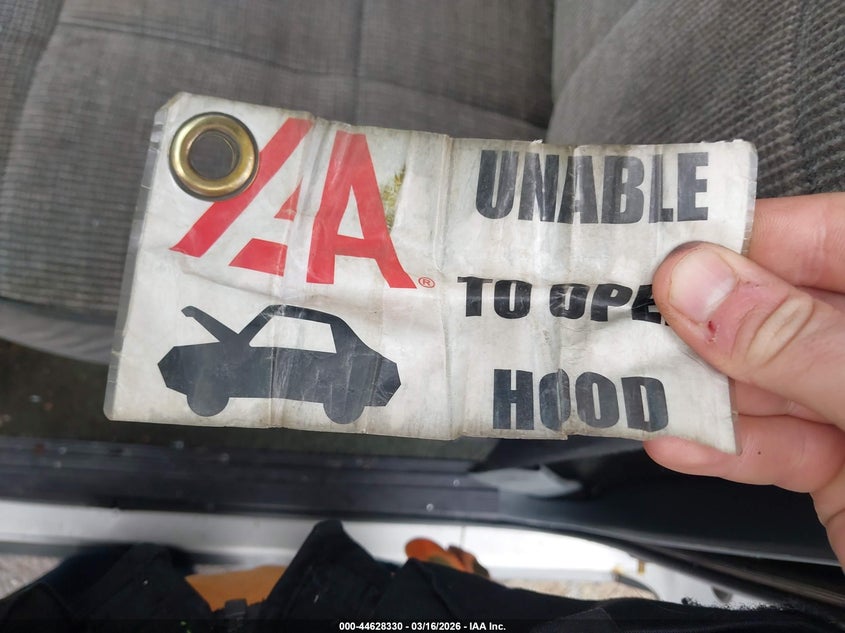 IAA®
UNABLE
TO OPE
HOOD
000-44628330 - 03/16/2026 - IAA Inc.